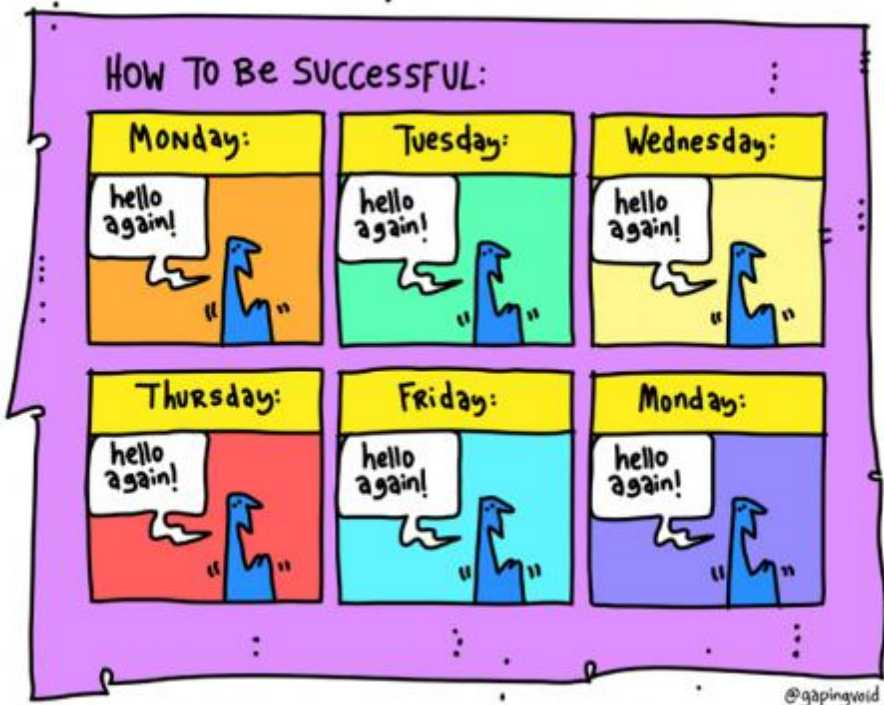 HOW TO Be SUCCeSSFUL:
MONday:
Tuesday:
Wednesday:
hello
again!
hello
again!
hello
again!
ThuRsday:
FRiday:
Monday:
hello
again!
hello
again!
hello
again!
@gapingvoid